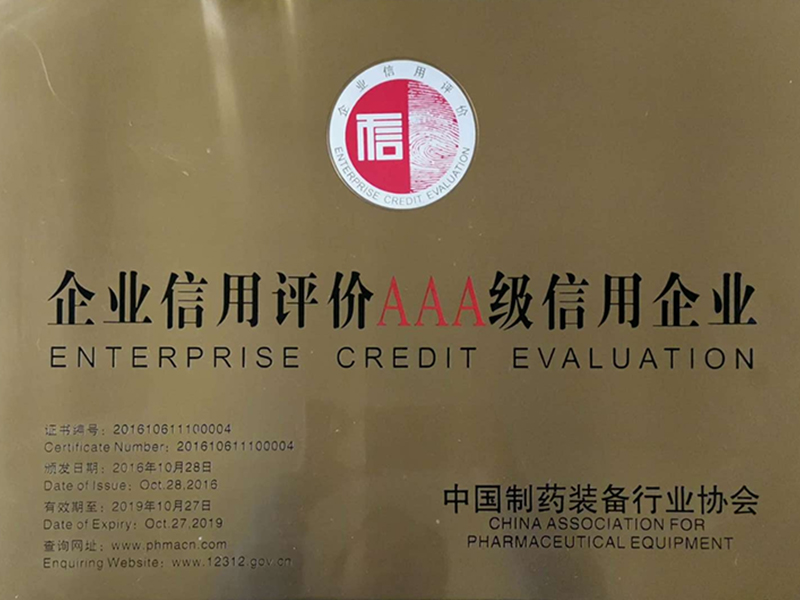 企业信用评价
信
ENTERPRISE CREDIT EVALUATION
企业信用评价AAA级信用企业
ENTERPRISE CREDIT EVALUATION
证书编号：201610611100004
Certificate Number：201610611100004
颁发日期：2016年10月28日
Date of Issue：Oct.28,2016
有效期至：2019年10月27日
Date of Expiry：Oct.27,2019
查询网址：www.phmacn.com
Enquiring Website：www.12312.gov.cn
中国制药装备行业协会
CHINA ASSOCIATION FOR
PHARMACEUTICAL EQUIPMENT